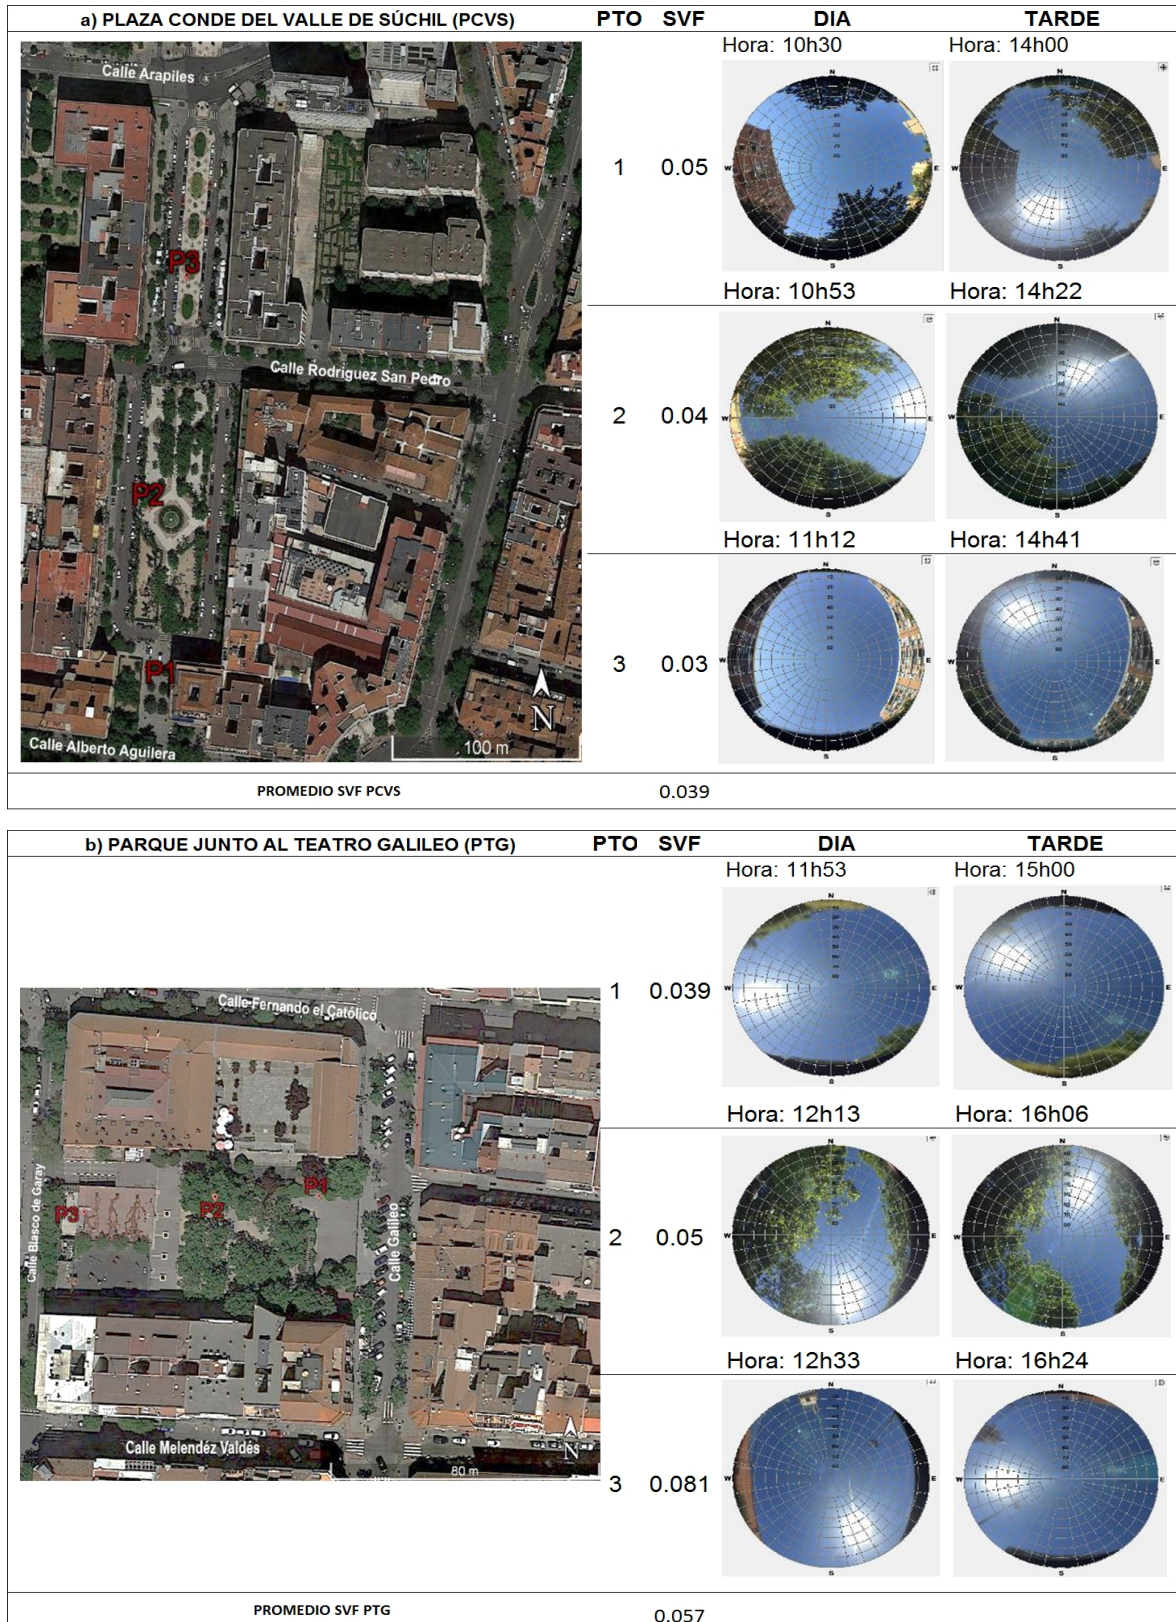 a) PLAZA CONDE DEL VALLE DE SÚCHIL (PCVS) PTO SVF DIA TARDE
Hora: 10h30 Hora: 14h00
Calle Arapiles
1 0.05
N N
W E W E
S S
P3
Hora: 10h53 Hora: 14h22
Calle Rodriguez San Pedro
2 0.04
N N
W E W E
S S
P2
Hora: 11h12 Hora: 14h41
3 0.03
N N
W E W E
S S
P1
N
Calle Alberto Aguilera
100 m
PROMEDIO SVF PCVS 0.039
b) PARQUE JUNTO AL TEATRO GALILEO (PTG) PTO SVF DIA TARDE
Hora: 11h53 Hora: 15h00
1 0.039
N N
W E W E
S S
Calle Fernando el Católico
Hora: 12h13 Hora: 16h06
Calle Blasco de Garay
P1
P2
P3
Calle Galileo
2 0.05
N N
W E W E
S S
Hora: 12h33 Hora: 16h24
3 0.081
N N
W E W E
S S
N
Calle Melendéz Valdés
80 m
PROMEDIO SVF PTG 0.057